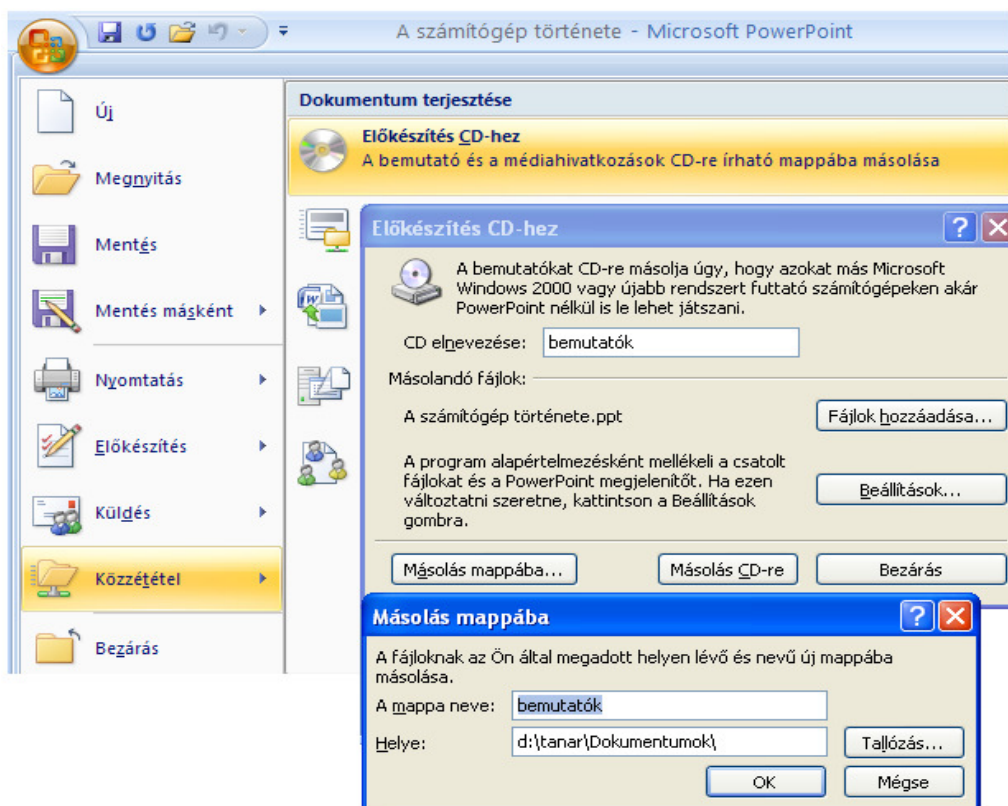 A számítógép története - Microsoft PowerPoint
Új
Megnyitás
Mentés
Mentés másként
Nyomtatás
Előkészítés
Küldés
Közzététel
Bezárás
Dokumentum terjesztése
Előkészítés CD-hez
A bemutató és a médiahivatkozások CD-re írható mappába másolása
Előkészítés CD-hez
A bemutatókat CD-re másolja úgy, hogy azokat más Microsoft
Windows 2000 vagy újabb rendszert futtató számítógépeken akár
PowerPoint nélkül is le lehet játszani.
CD elnevezése: bemutatók
Másolandó fájlok:
A számítógép története.ppt
Fájlok hozzáadása...
A program alapértelmezésként mellékeli a csatolt
fájlokat és a PowerPoint megjelenítőt. Ha ezen
változtatni szeretne, kattintson a Beállítások
gombra.
Beállítások...
Másolás mappába... Másolás CD-re Bezárás
Másolás mappába
A fájloknak az Ön által megadott helyen lévő és nevű új mappába
másolása.
A mappa neve: bemutatók
Helye: d:\tanar\Dokumentumok\ Tallózás...
OK Mégse